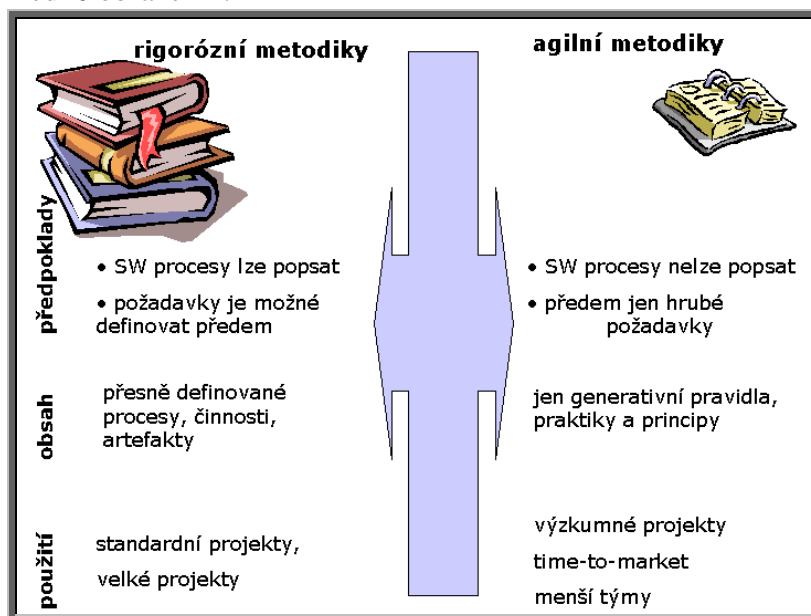 rigorózní metodiky
agilní metodiky
předpoklady
• SW procesy lze popsat
• požadavky je možné
definovat předem
• SW procesy nelze popsat
• předem jen hrubé
požadavky
obsah
přesně definované
procesy, činnosti,
artefakty
jen generativní pravidla,
praktiky a principy
použití
standardní projekty,
velké projekty
výzkumné projekty
time-to-market
menší týmy